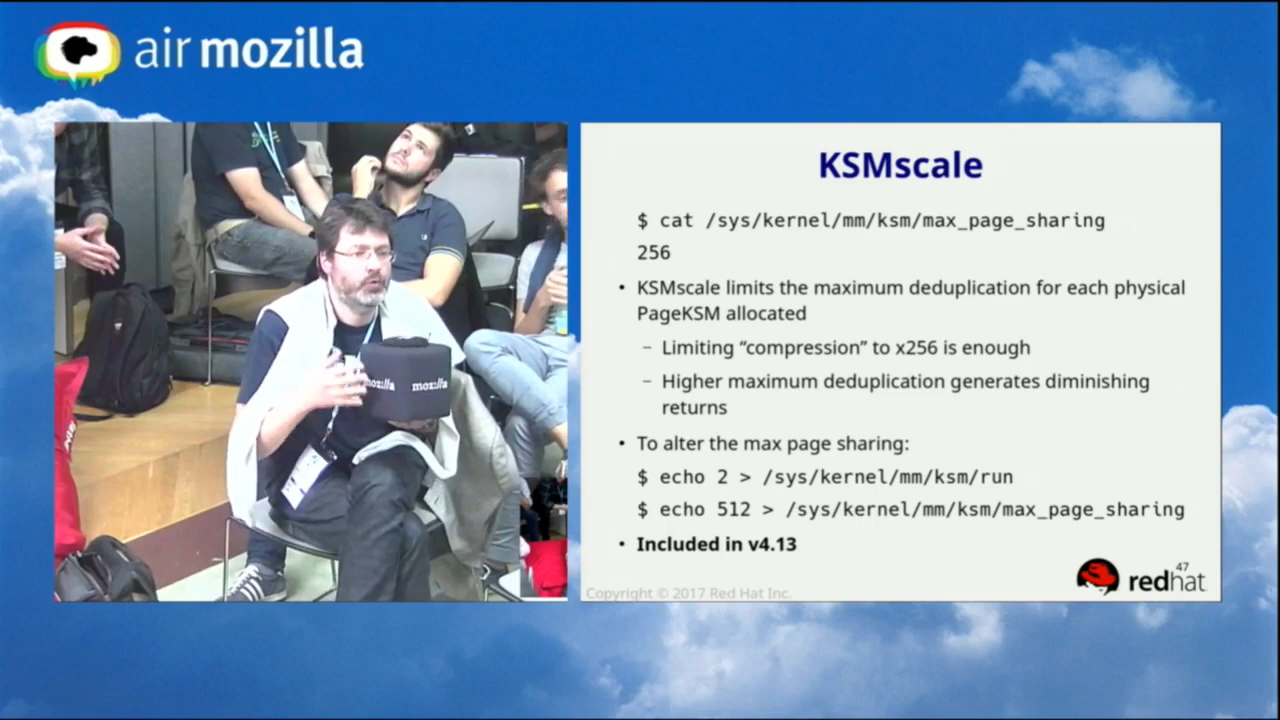 air mozilla
moz://a
moz://a
KSMscale
$ cat /sys/kernel/mm/ksm/max_page_sharing
256
• KSMscale limits the maximum deduplication for each physical
PageKSM allocated
– Limiting “compression” to x256 is enough
– Higher maximum deduplication generates diminishing
returns
• To alter the max page sharing:
$ echo 2 > /sys/kernel/mm/ksm/run
$ echo 512 > /sys/kernel/mm/ksm/max_page_sharing
• Included in v4.13
47
redhat.
Copyright © 2017 Red Hat Inc.